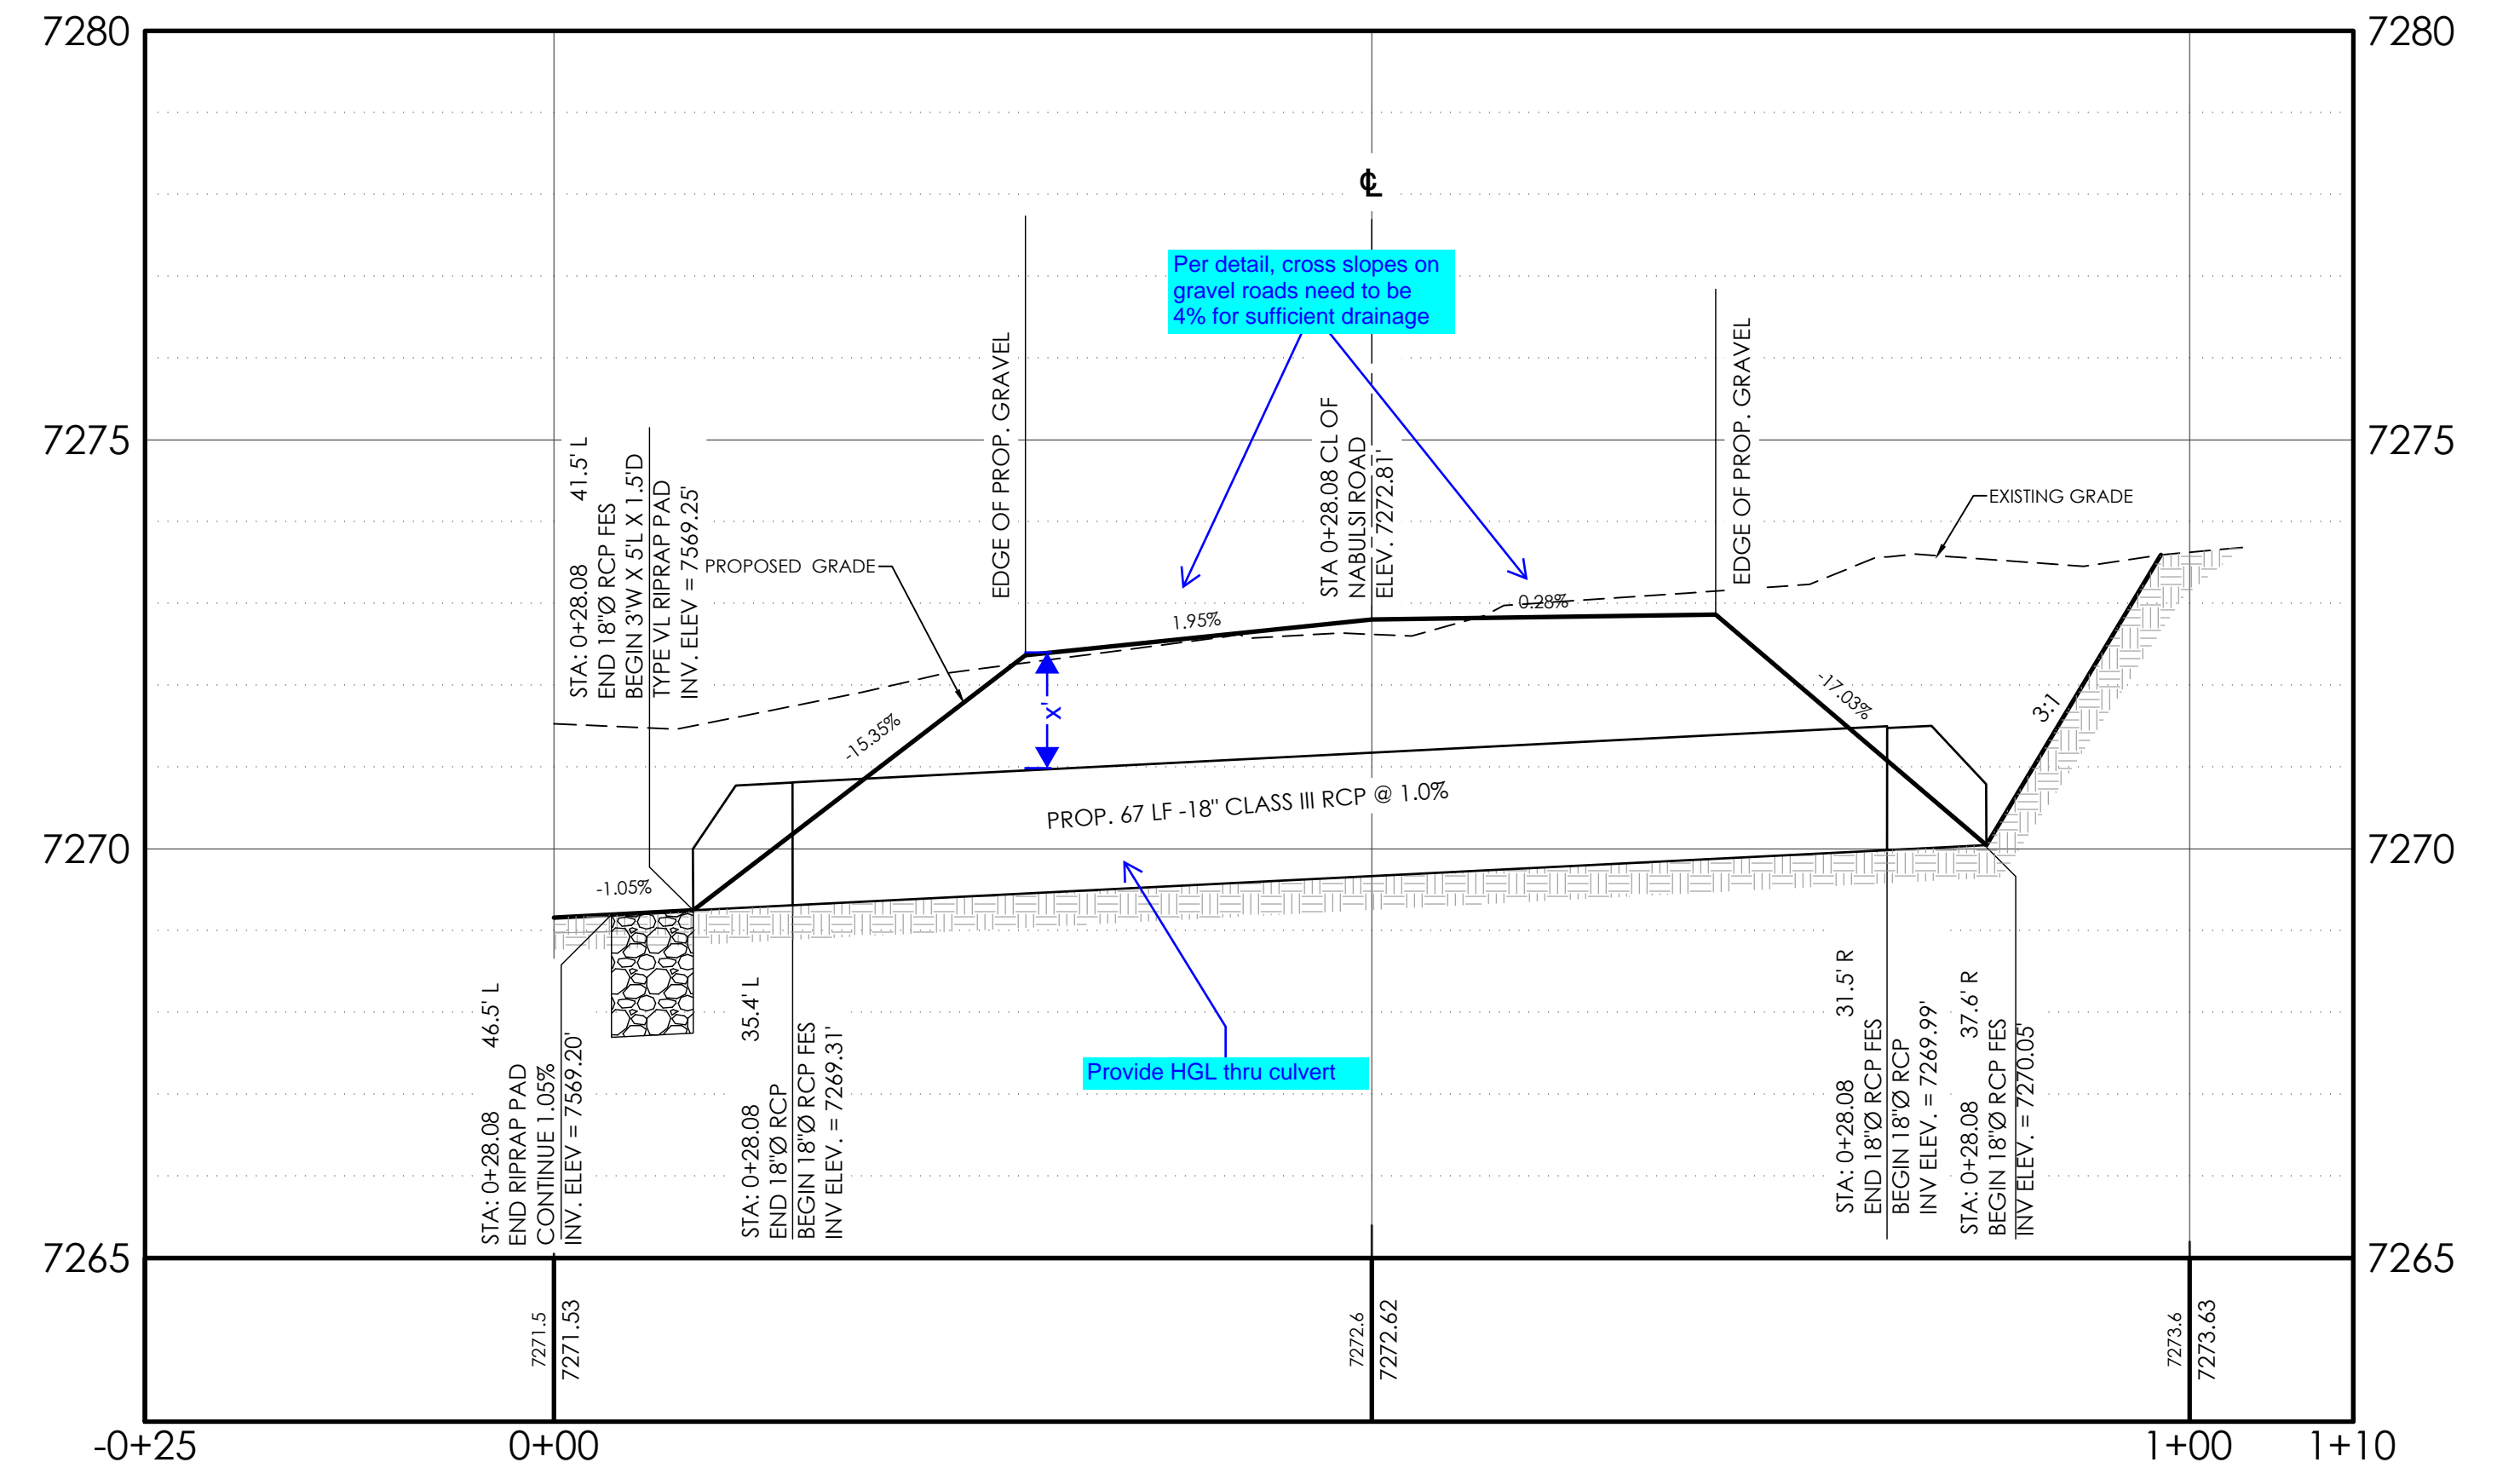 7280
7280
℄
Per detail, cross slopes on
gravel roads need to be
4% for sufficient drainage
7275
7275
STA: 0+28.08 41.5' L
END 18"Ø RCP FES
BEGIN 3'W X 5'L X 1.5'D
TYPE VL RIPRAP PAD
INV. ELEV = 7569.25'
PROPOSED GRADE
EDGE OF PROP. GRAVEL
STA 0+28.08 CL OF
NABULSI ROAD
ELEV. 7272.81'
EDGE OF PROP. GRAVEL
EXISTING GRADE
1.95%
0.28%
-15.35%
x'
-17.03%
3:1
PROP. 67 LF -18" CLASS III RCP @ 1.0%
7270
7270
-1.05%
STA: 0+28.08 46.5' L
END RIPRAP PAD
CONTINUE 1.05%
INV. ELEV = 7569.20'
STA: 0+28.08 35.4' L
END 18"Ø RCP
BEGIN 18"Ø RCP FES
INV ELEV. = 7269.31'
Provide HGL thru culvert
STA: 0+28.08 31.5' R
END 18"Ø RCP FES
BEGIN 18"Ø RCP
INV ELEV. = 7269.99'
STA: 0+28.08 37.6' R
BEGIN 18"Ø RCP FES
INV ELEV. = 7270.05'
7265
7265
7271.5
7271.53
7272.6
7272.62
7273.6
7273.63
-0+25
0+00
1+00
1+10